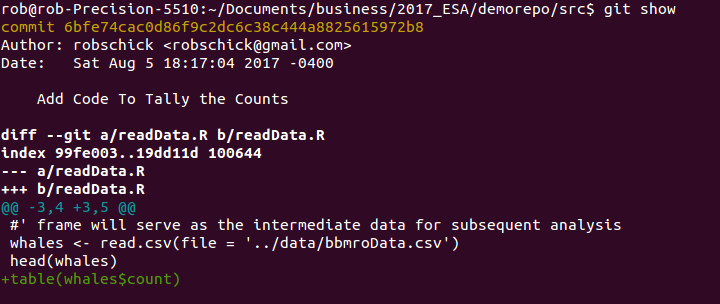 rob@rob-Precision-5510:~/Documents/business/2017_ESA/demorepo/src$ git show
commit 6bfe74cac0d86f9c2dc6c38c444a8825615972b8
Author: robschick <robschick@gmail.com>
Date:   Sat Aug 5 18:17:04 2017 -0400
    Add Code To Tally the Counts
diff --git a/readData.R b/readData.R
index 99fe003..19dd11d 100644
--- a/readData.R
+++ b/readData.R
@@ -3,4 +3,5 @@
 #' frame will serve as the intermediate data for subsequent analysis
 whales <- read.csv(file = '../data/bbmroData.csv')
 head(whales)
+table(whales$count)